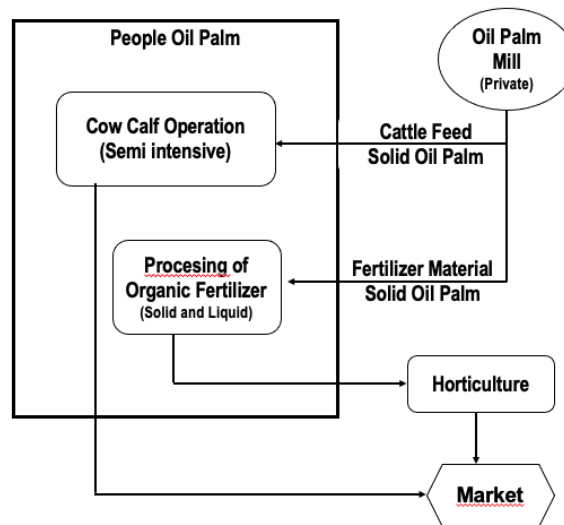 People Oil Palm
Oil Palm
Mill
(Private)
Cow Calf Operation
(Semi intensive)
Cattle Feed
Solid Oil Palm
Procesing of
Organic Fertilizer
(Solid and Liquid)
Fertilizer Material
Solid Oil Palm
Horticulture
Market